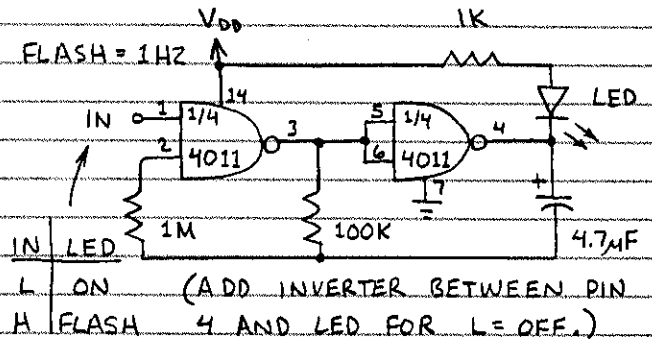 V_DD
1K
FLASH = 1HZ
14
LED
IN
1
1/4
3
5
1/4
4
2
4011
6
4011
7
+
1M
100K
4.7µF
IN LED
L ON (ADD INVERTER BETWEEN PIN
H FLASH 4 AND LED FOR L=OFF.)